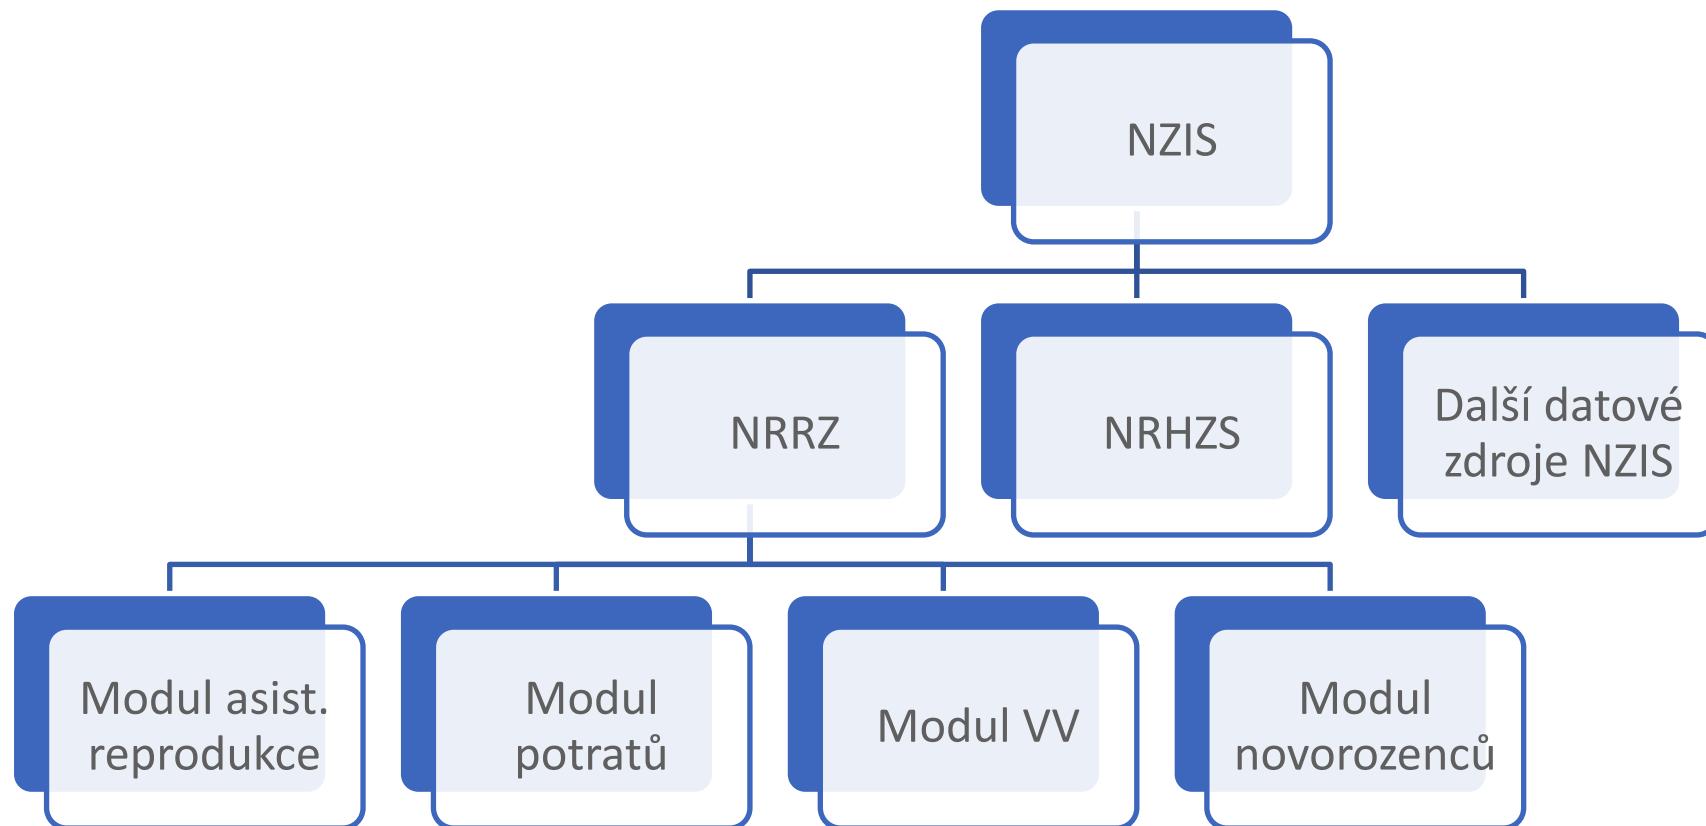 NZIS
NRRZ
NRHZS
Další datové
zdroje NZIS
Modul asist.
reprodukce
Modul
potratů
Modul VV
Modul
novorozenců